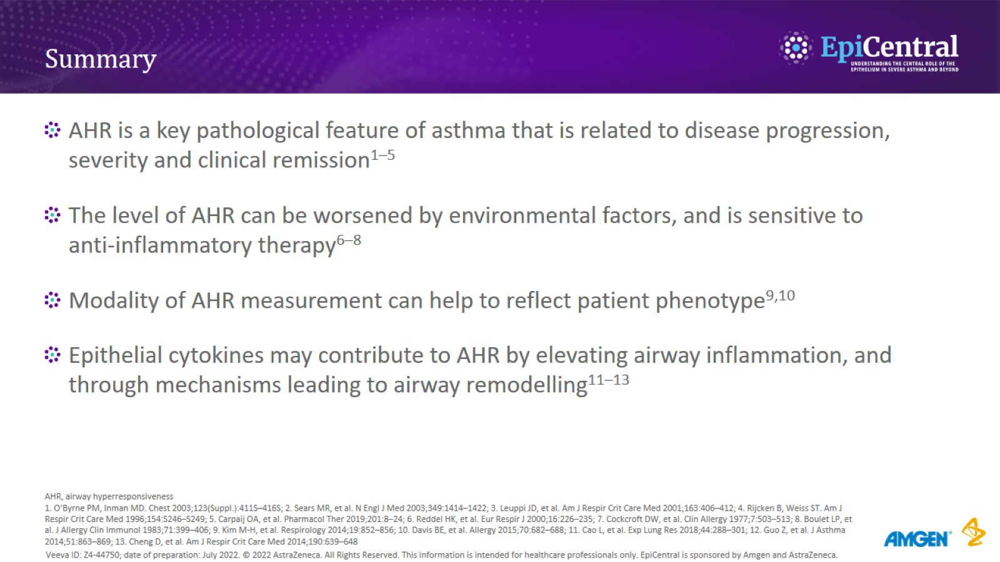 Summary
EpiCentral
UNDERSTANDING THE CENTRAL ROLE OF THE
EPITHELIUM IN SEVERE ASTHMA AND BEYOND
AHR is a key pathological feature of asthma that is related to disease progression,
severity and clinical remission1–5
The level of AHR can be worsened by environmental factors, and is sensitive to
anti-inflammatory therapy6–8
Modality of AHR measurement can help to reflect patient phenotype9,10
Epithelial cytokines may contribute to AHR by elevating airway inflammation, and
through mechanisms leading to airway remodelling11–13
AHR, airway hyperresponsiveness
1. O’Byrne PM, Inman MD. Chest 2003;123(Suppl.):411S–416S; 2. Sears MR, et al. N Engl J Med 2003;349:1414–1422; 3. Leuppi JD, et al. Am J Respir Crit Care Med 2001;163:406–412; 4. Rijcken B, Weiss ST. Am J
Respir Crit Care Med 1996;154:S246–S249; 5. Carpaij OA, et al. Pharmacol Ther 2019;201:8–24; 6. Reddel HK, et al. Eur Respir J 2000;16:226–235; 7. Cockcroft DW, et al. Clin Allergy 1977;7:503–513; 8. Boulet LP, et
al. J Allergy Clin Immunol 1983;71:399–406; 9. Kim M-H, et al. Respirology 2014;19:852–856; 10. Davis BE, et al. Allergy 2015;70:682–688; 11. Cao L, et al. Exp Lung Res 2018;44:288–301; 12. Guo Z, et al. J Asthma
2014;51:863–869; 13. Cheng D, et al. Am J Respir Crit Care Med 2014;190:639–648
Veeva ID: Z4-44750; date of preparation: July 2022. © 2022 AstraZeneca. All Rights Reserved. This information is intended for healthcare professionals only. EpiCentral is sponsored by Amgen and AstraZeneca.
AMGEN®